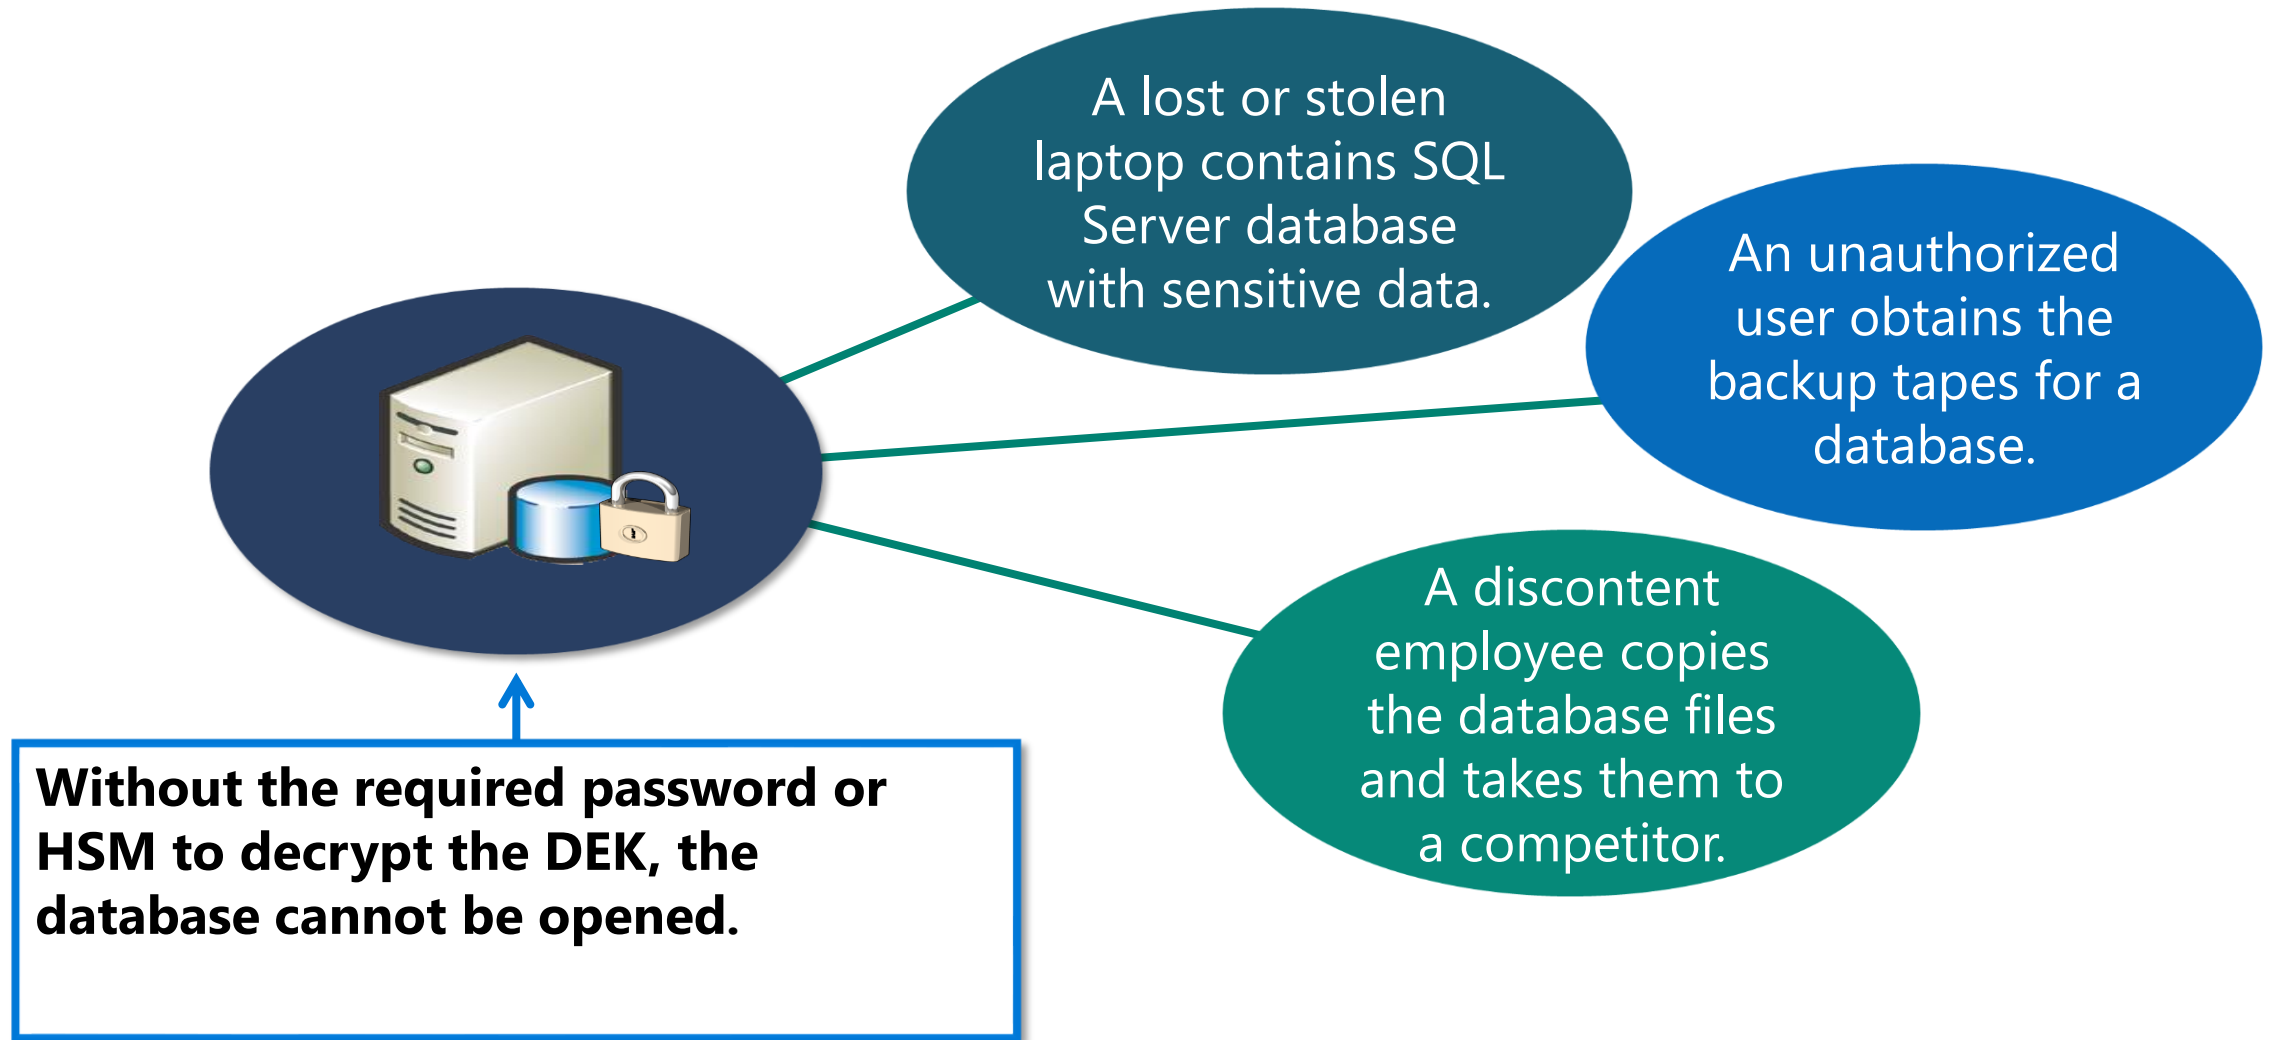 A lost or stolen
laptop contains SQL
Server database
with sensitive data.
An unauthorized
user obtains the
backup tapes for a
database.
A discontent
employee copies
the database files
and takes them to
a competitor.
Without the required password or
HSM to decrypt the DEK, the
database cannot be opened.